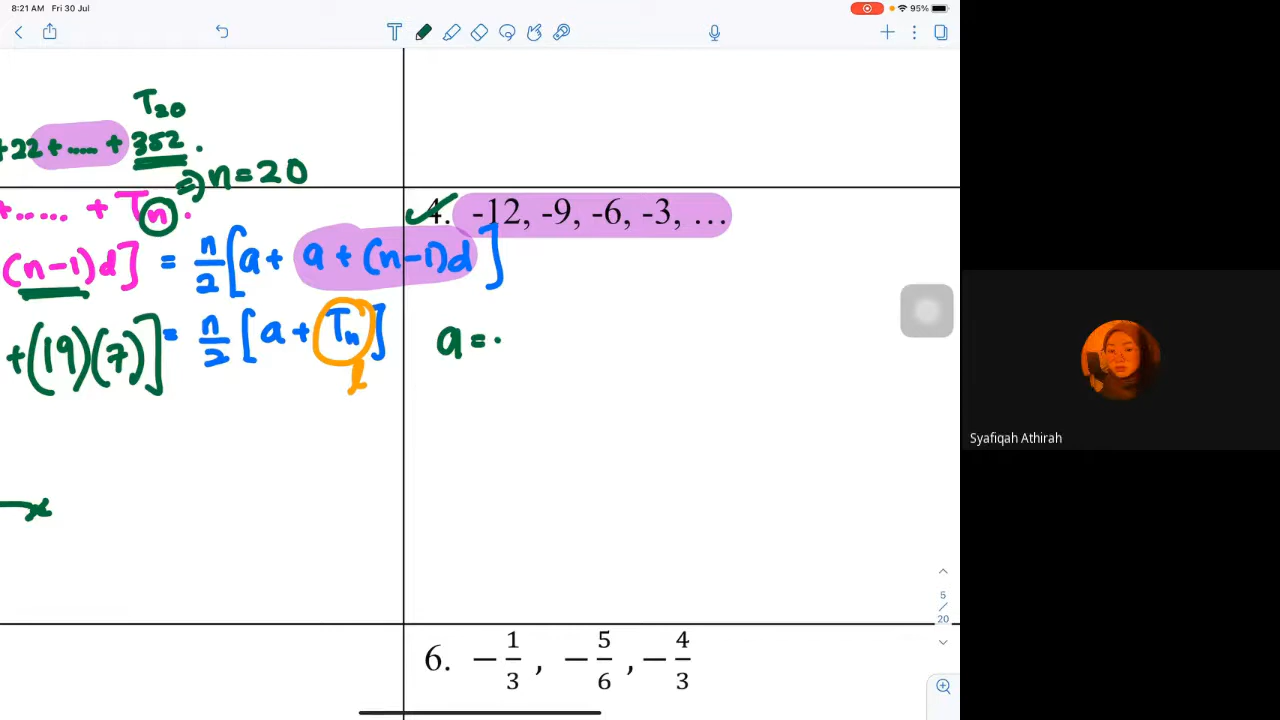 8:21 AM Fri 30 Jul
95%
T
T20
+22 + ..... + 352 .
⇒ n = 20
+ ...... + Tn .
4. -12, -9, -6, -3, …
(n-1)d] = n/2 [a + a + (n-1)d]
+(19)(7)] = n/2 [a + Tn]
l
a = .
Syafiqah Athirah
x
5
/
20
6. −1/3 , −5/6 , −4/3